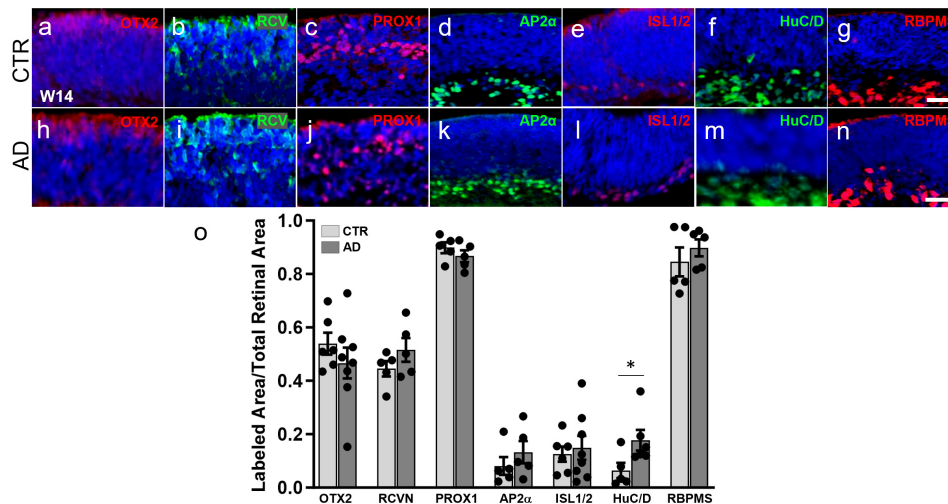 a OTX2 b RCV c PROX1 d AP2α e ISL1/2 f HuC/D g RBPM
CTR
W14
h OTX2 i RCV j PROX1 k AP2α l ISL1/2 m HuC/D n RBPM
AD
o
1.0
CTR
AD
0.8
0.6
0.4
*
0.2
0.0
Labeled Area/Total Retinal Area
OTX2 RCVN PROX1 AP2α ISL1/2 HuC/D RBPMS